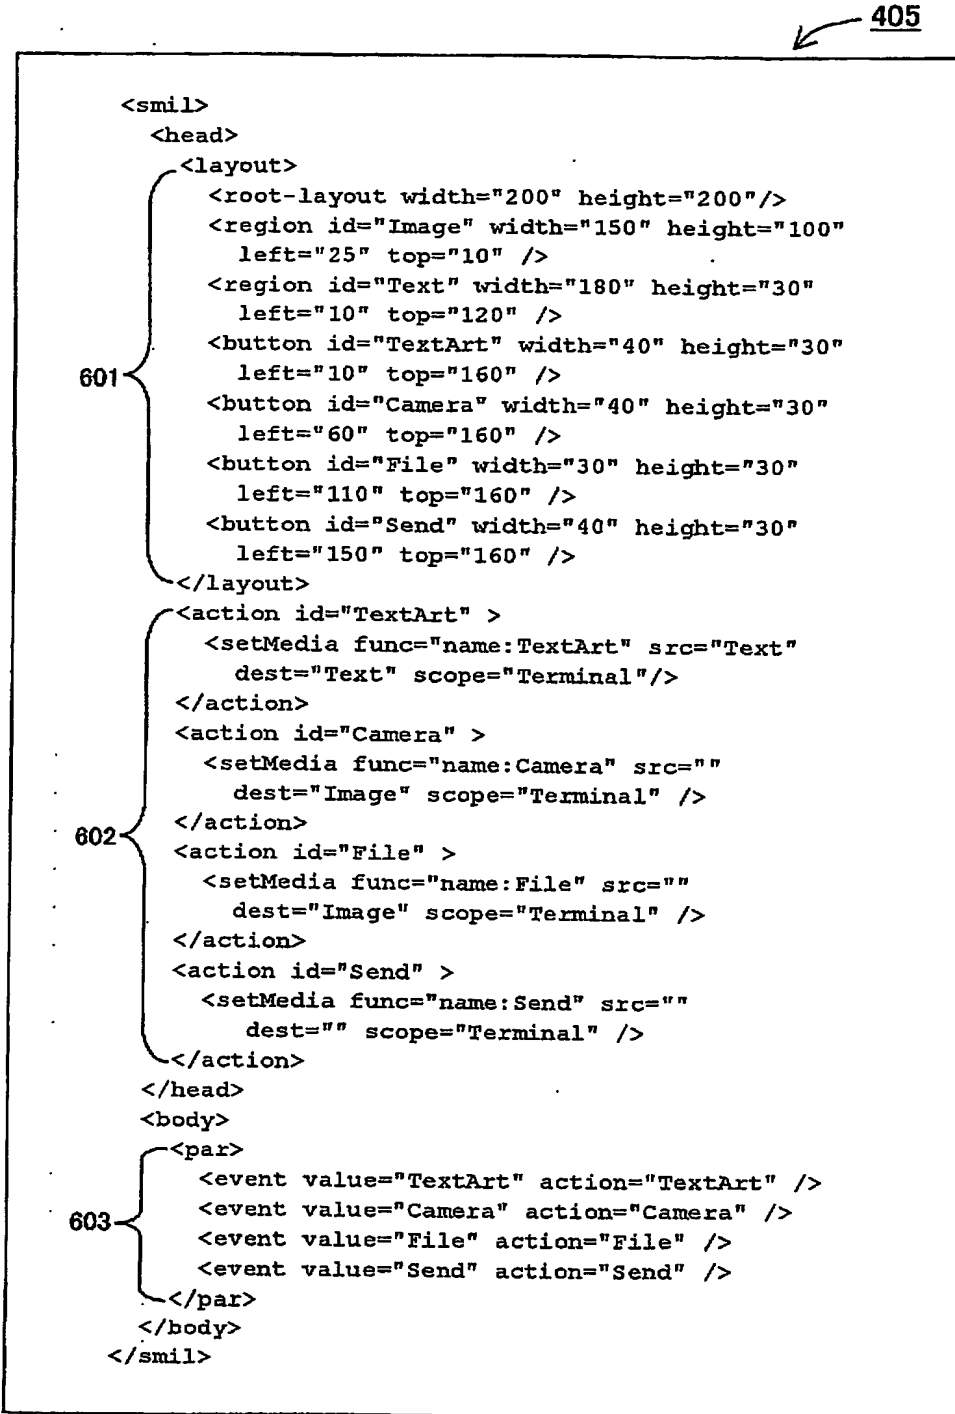 405
<smil>
<head>
<layout>
<root-layout width="200" height="200"/>
<region id="Image" width="150" height="100"
left="25" top="10" />
<region id="Text" width="180" height="30"
left="10" top="120" />
<button id="TextArt" width="40" height="30"
601
left="10" top="160" />
<button id="Camera" width="40" height="30"
left="60" top="160" />
<button id="File" width="30" height="30"
left="110" top="160" />
<button id="Send" width="40" height="30"
left="150" top="160" />
</layout>
<action id="TextArt" >
<setMedia func="name:TextArt" src="Text"
dest="Text" scope="Terminal"/>
</action>
<action id="Camera" >
<setMedia func="name:Camera" src=""
dest="Image" scope="Terminal" />
</action>
602
<action id="File" >
<setMedia func="name:File" src=""
dest="Image" scope="Terminal" />
</action>
<action id="Send" >
<setMedia func="name:Send" src=""
dest="" scope="Terminal" />
</action>
</head>
<body>
<par>
<event value="TextArt" action="TextArt" />
<event value="Camera" action="Camera" />
603
<event value="File" action="File" />
<event value="Send" action="Send" />
</par>
</body>
</smil>